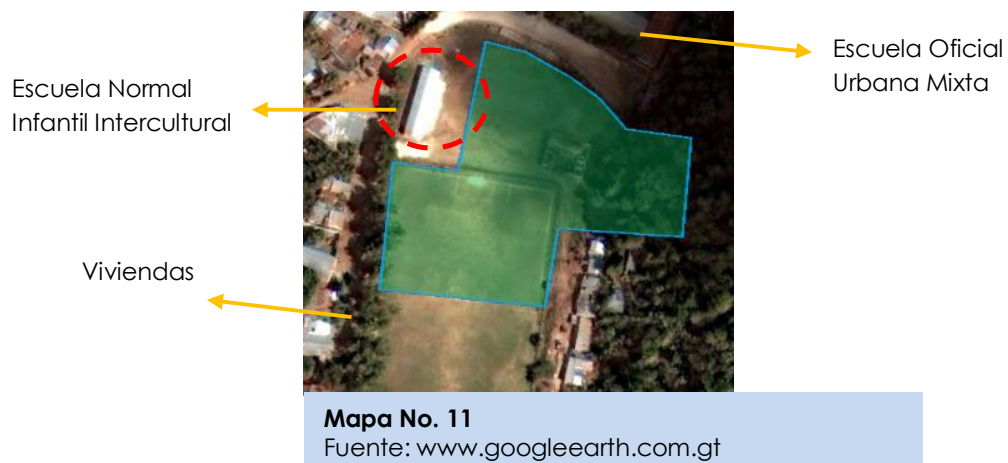 Escuela Oficial
Urbana Mixta
Escuela Normal
Infantil Intercultural
Viviendas
Mapa No. 11
Fuente: www.googleearth.com.gt